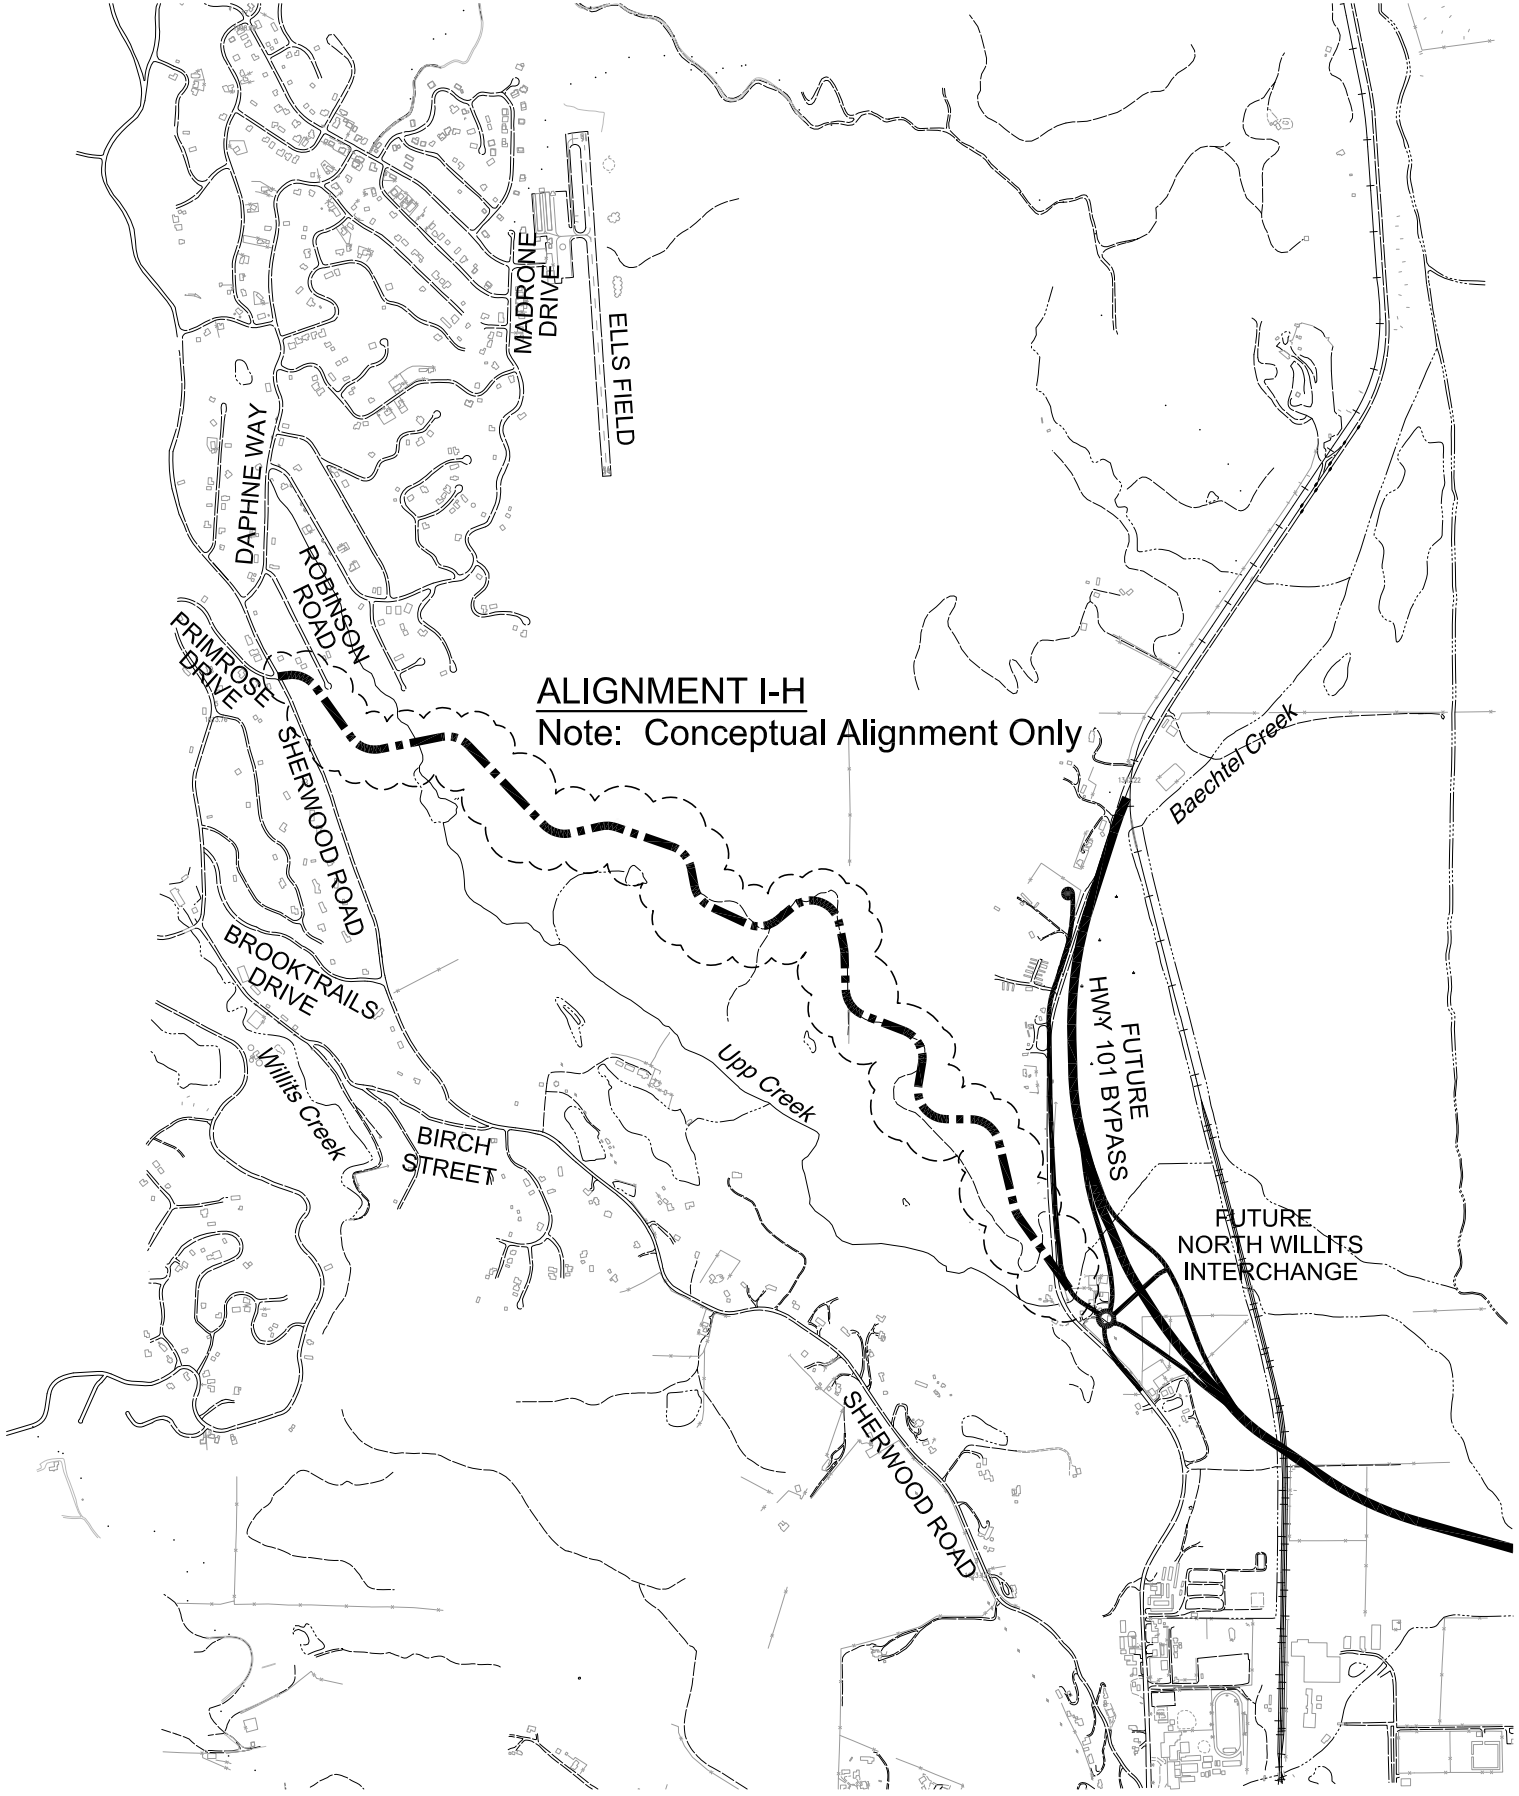 MADRONE
DRIVE
ELLS FIELD
DAPHNE WAY
ROBINSON
ROAD
PRIMROSE
DRIVE
ALIGNMENT I-H
Note: Conceptual Alignment Only
SHERWOOD ROAD
Baechtel Creek
BROOKTRAILS
DRIVE
FUTURE
HWY 101 BYPASS
Willits Creek
Upp Creek
BIRCH
STREET
FUTURE
NORTH WILLITS
INTERCHANGE
SHERWOOD ROAD